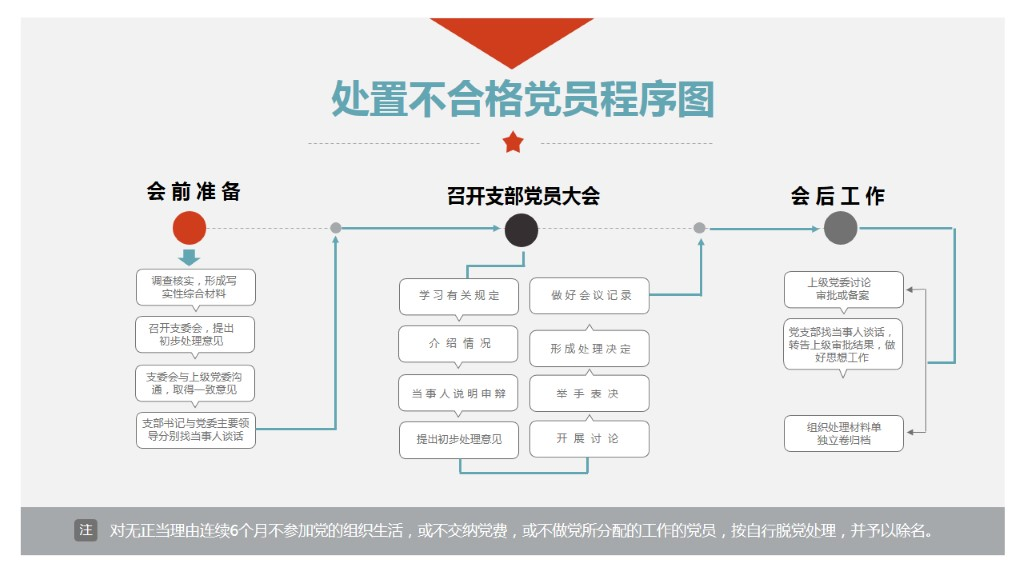 处置不合格党员程序图
会前准备
召开支部党员大会
会后工作
调查核实，形成写
实性综合材料
召开支委会，提出
初步处理意见
支委会与上级党委沟
通，取得一致意见
支部书记与党委主要领
导分别找当事人谈话
学习有关规定
介绍情况
当事人说明申辩
提出初步处理意见
开展讨论
举手表决
形成处理决定
做好会议记录
上级党委讨论
审批或备案
党支部找当事人谈话，
转告上级审批结果，做
好思想工作
组织处理材料单
独立卷归档
注
对无正当理由连续6个月不参加党的组织生活，或不交纳党费，或不做党所分配的工作的党员，按自行脱党处理，并予以除名。